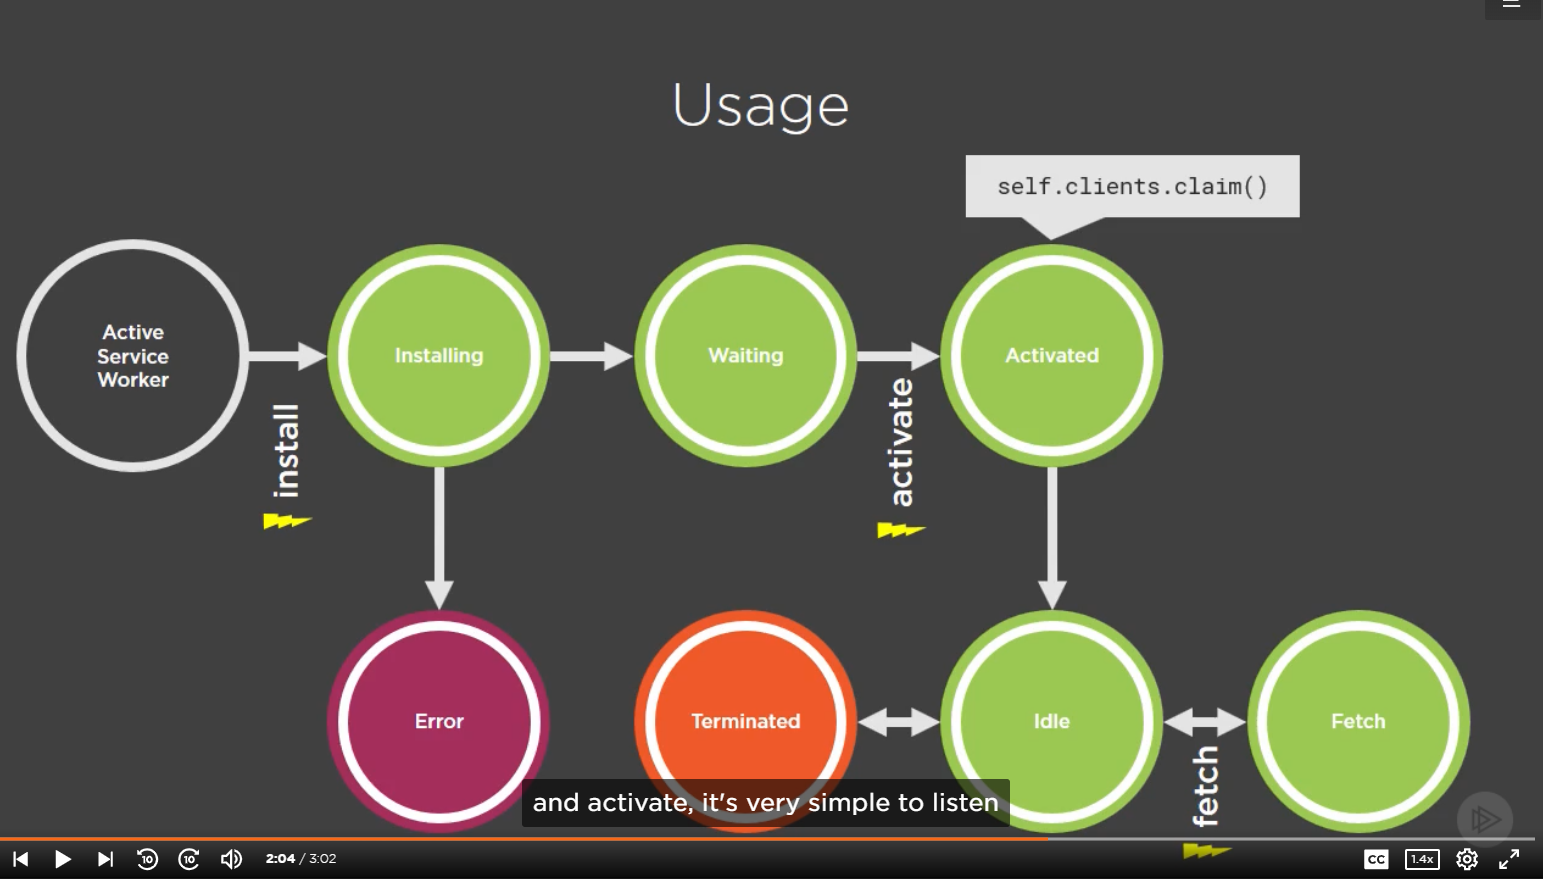 Usage
self.clients.claim()
Active
Service
Worker
Installing
Waiting
Activated
install
activate
Error
Terminated
Idle
Fetch
fetch
and activate, it's very simple to listen
10
10
2:04 / 3:02
CC
1.4x